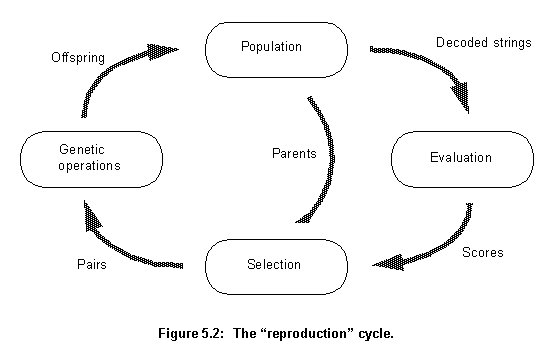 Population
Decoded strings
Offspring
Genetic
operations
Parents
Evaluation
Pairs
Selection
Scores
Figure 5.2:  The “reproduction” cycle.